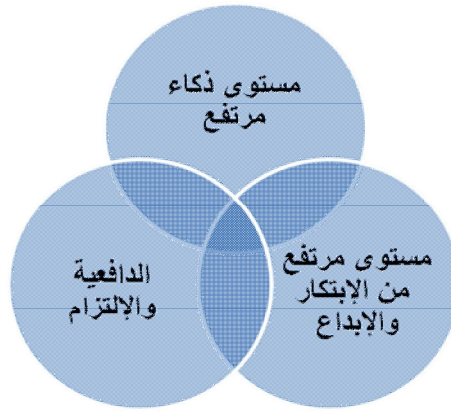 مستوى ذكاء
مرتفع
الدافعية
والإلتزام
مستوى مرتفع
من الإبتكار
والإبداع